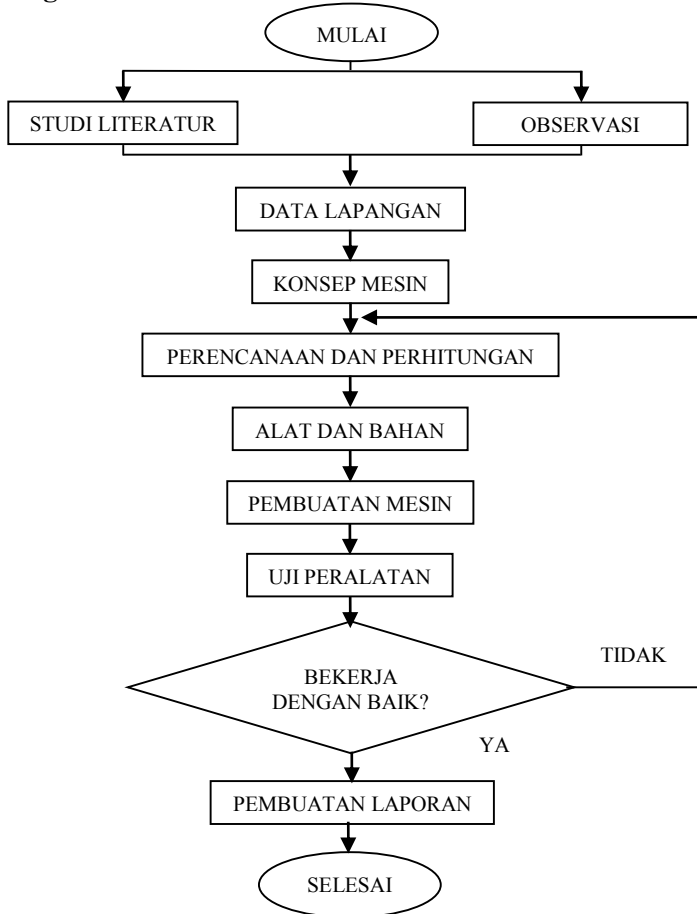 MULAI
STUDI LITERATUR
OBSERVASI
DATA LAPANGAN
KONSEP MESIN
PERENCANAAN DAN PERHITUNGAN
ALAT DAN BAHAN
PEMBUATAN MESIN
UJI PERALATAN
BEKERJA
DENGAN BAIK?
TIDAK
YA
PEMBUATAN LAPORAN
SELESAI